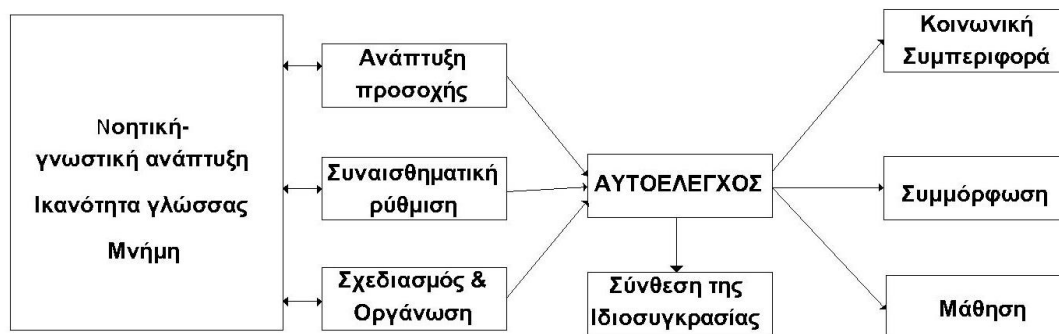 Νοητική-
γνωστική ανάπτυξη
Ικανότητα γλώσσας
Μνήμη
Ανάπτυξη
προσοχής
Συναισθηματική
ρύθμιση
Σχεδιασμός &
Οργάνωση
ΑΥΤΟΕΛΕΓΧΟΣ
Σύνθεση της
Ιδιοσυγκρασίας
Κοινωνική
Συμπεριφορά
Συμμόρφωση
Μάθηση